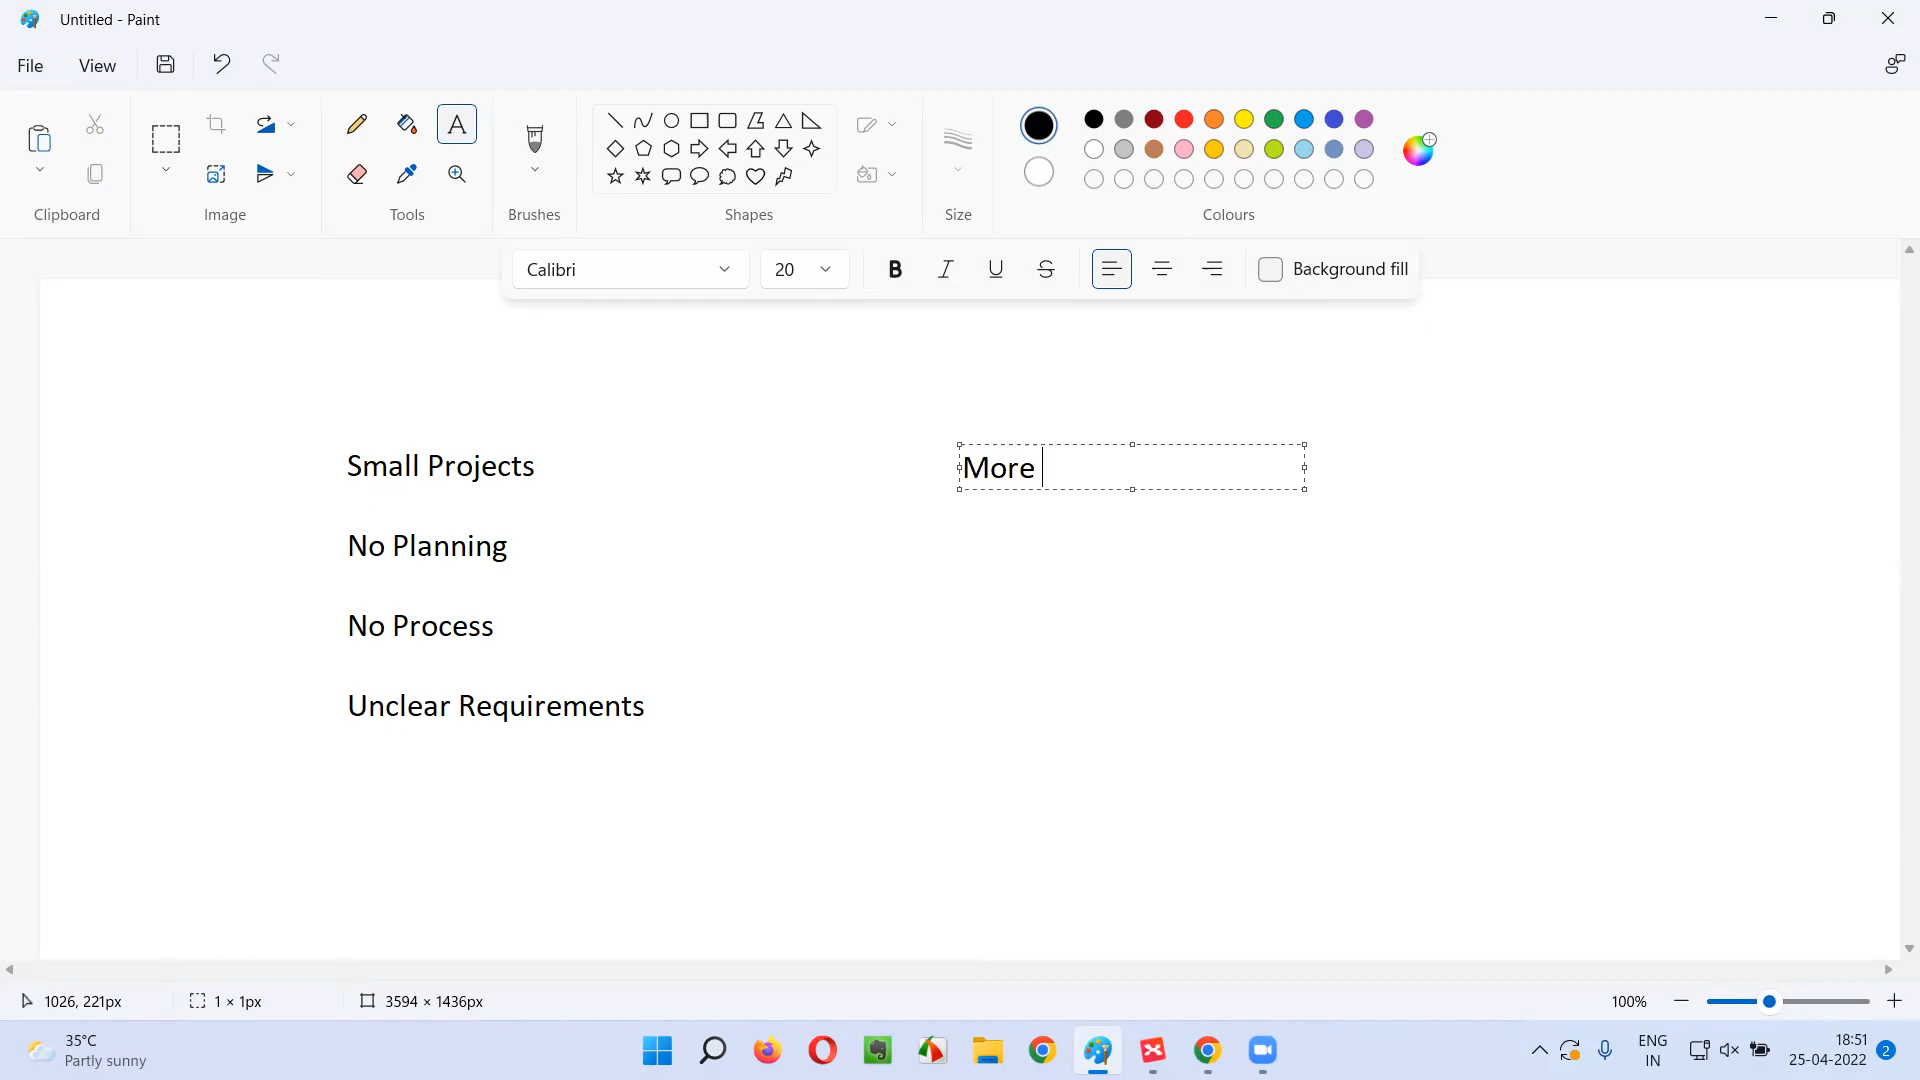 Untitled - Paint
File
View
Clipboard
Image
Tools
Brushes
Shapes
Size
Colours
Calibri
20
B
I
U
S
Background fill
Small Projects
More
No Planning
No Process
Unclear Requirements
1026, 221px
1 × 1px
3594 × 1436px
100%
35°C
Partly sunny
ENG
IN
18:51
25-04-2022
2